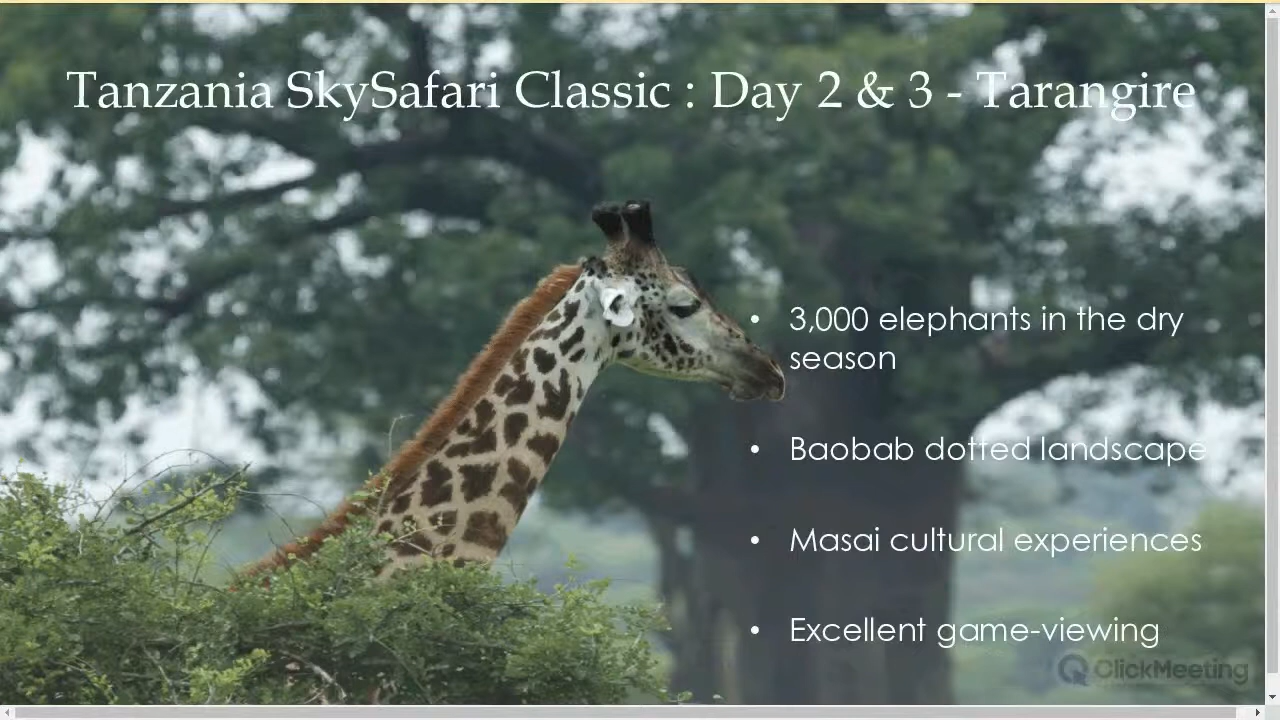 Tanzania SkySafari Classic : Day 2 & 3 - Tarangire
• 3,000 elephants in the dry
season
• Baobab dotted landscape
• Masai cultural experiences
• Excellent game-viewing
ClickMeeting